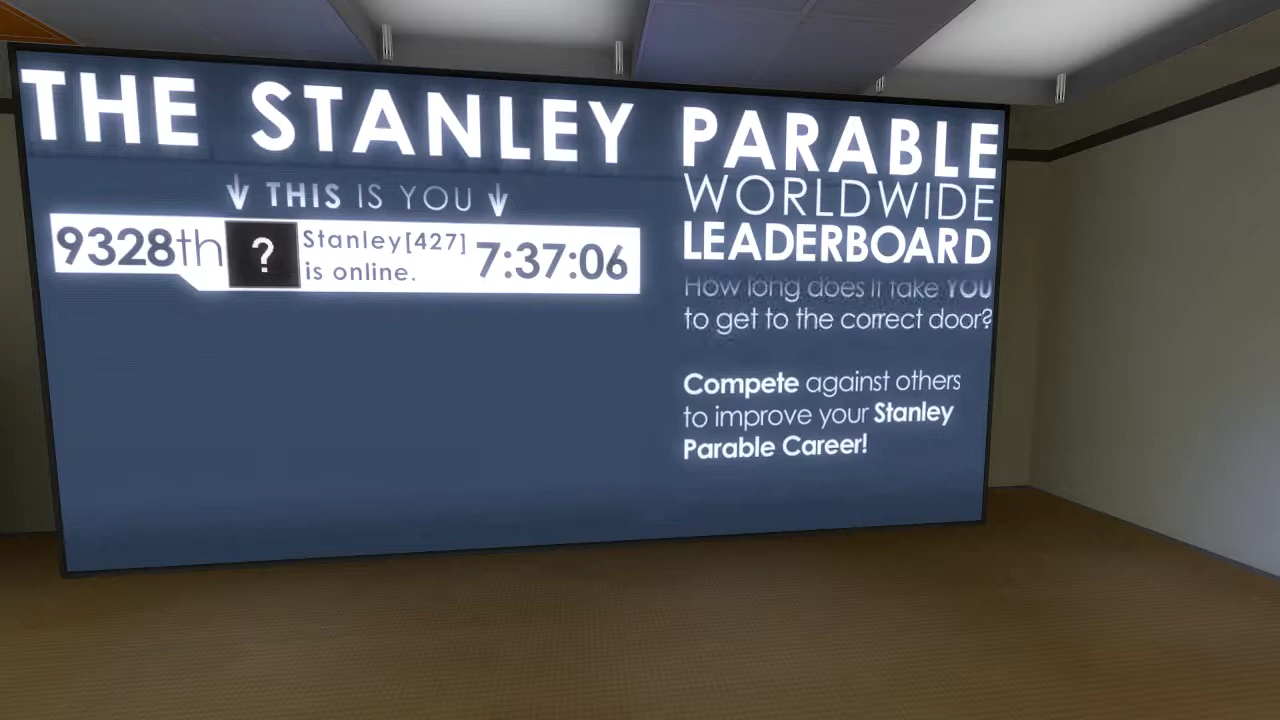 THE STANLEY PARABLE
WORLDWIDE
LEADERBOARD
THIS IS YOU
9328th ? Stanley[427] is online. 7:37:06
How long does it take YOU
to get to the correct door?
Compete against others
to improve your Stanley
Parable Career!